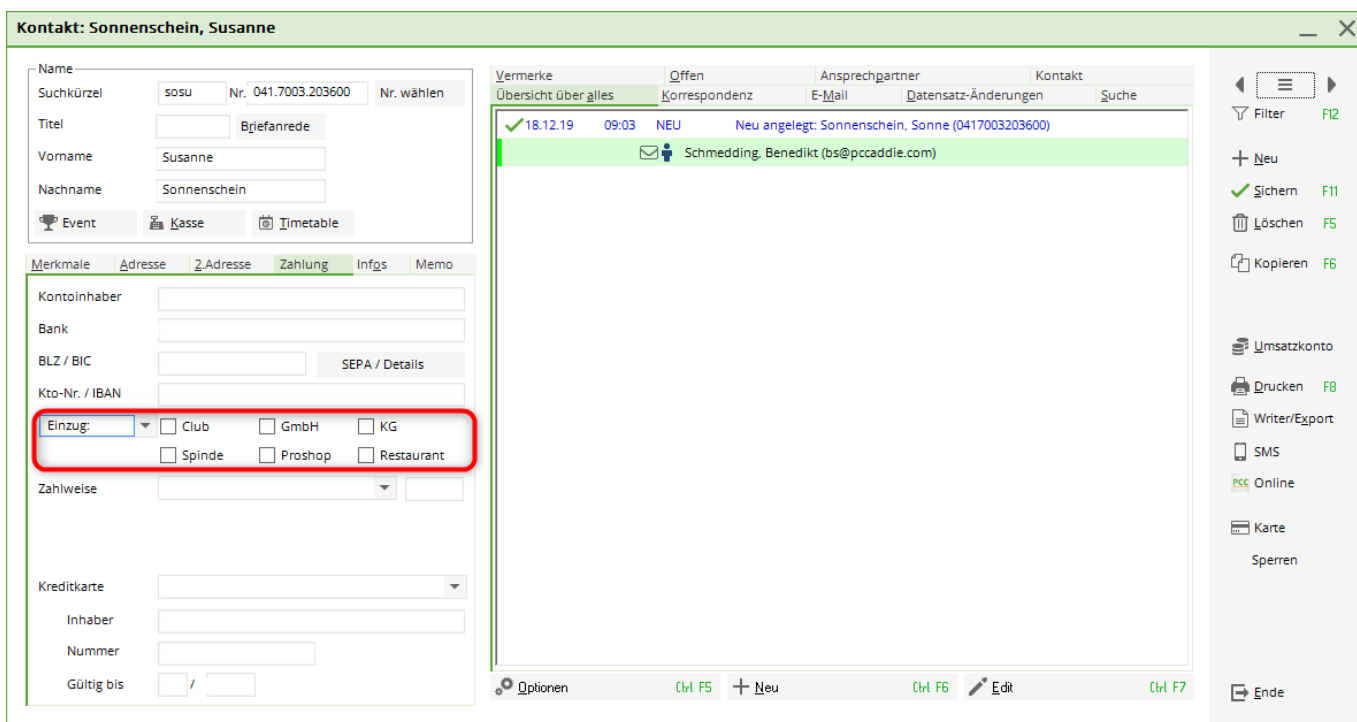 Kontakt: Sonnenschein, Susanne
Name
Suchkürzel sosu Nr. 041.7003.203600 Nr. wählen
Titel Briefanrede
Vorname Susanne
Nachname Sonnenschein
Event Kasse Timetable
Merkmale Adresse 2.Adresse Zahlung Infos Memo
Kontoinhaber
Bank
BLZ / BIC SEPA / Details
Kto-Nr. / IBAN
Einzug: Club GmbH KG
Spinde Proshop Restaurant
Zahlweise
Kreditkarte
Inhaber
Nummer
Gültig bis /
Vermerke Offen Ansprechpartner Kontakt
Übersicht über alles Korrespondenz E-Mail Datensatz-Änderungen Suche
18.12.19 09:03 NEU Neu angelegt: Sonnenschein, Sonne (0417003203600)
Schmedding, Benedikt (bs@pccaddie.com)
Optionen Ctrl F5 Neu Ctrl F6 Edit Ctrl F7
Filter F12
Neu
Sichern F11
Löschen F5
Kopieren F6
Umsatzkonto
Drucken F8
Writer/Export
SMS
PCC Online
Karte
Sperren
Ende